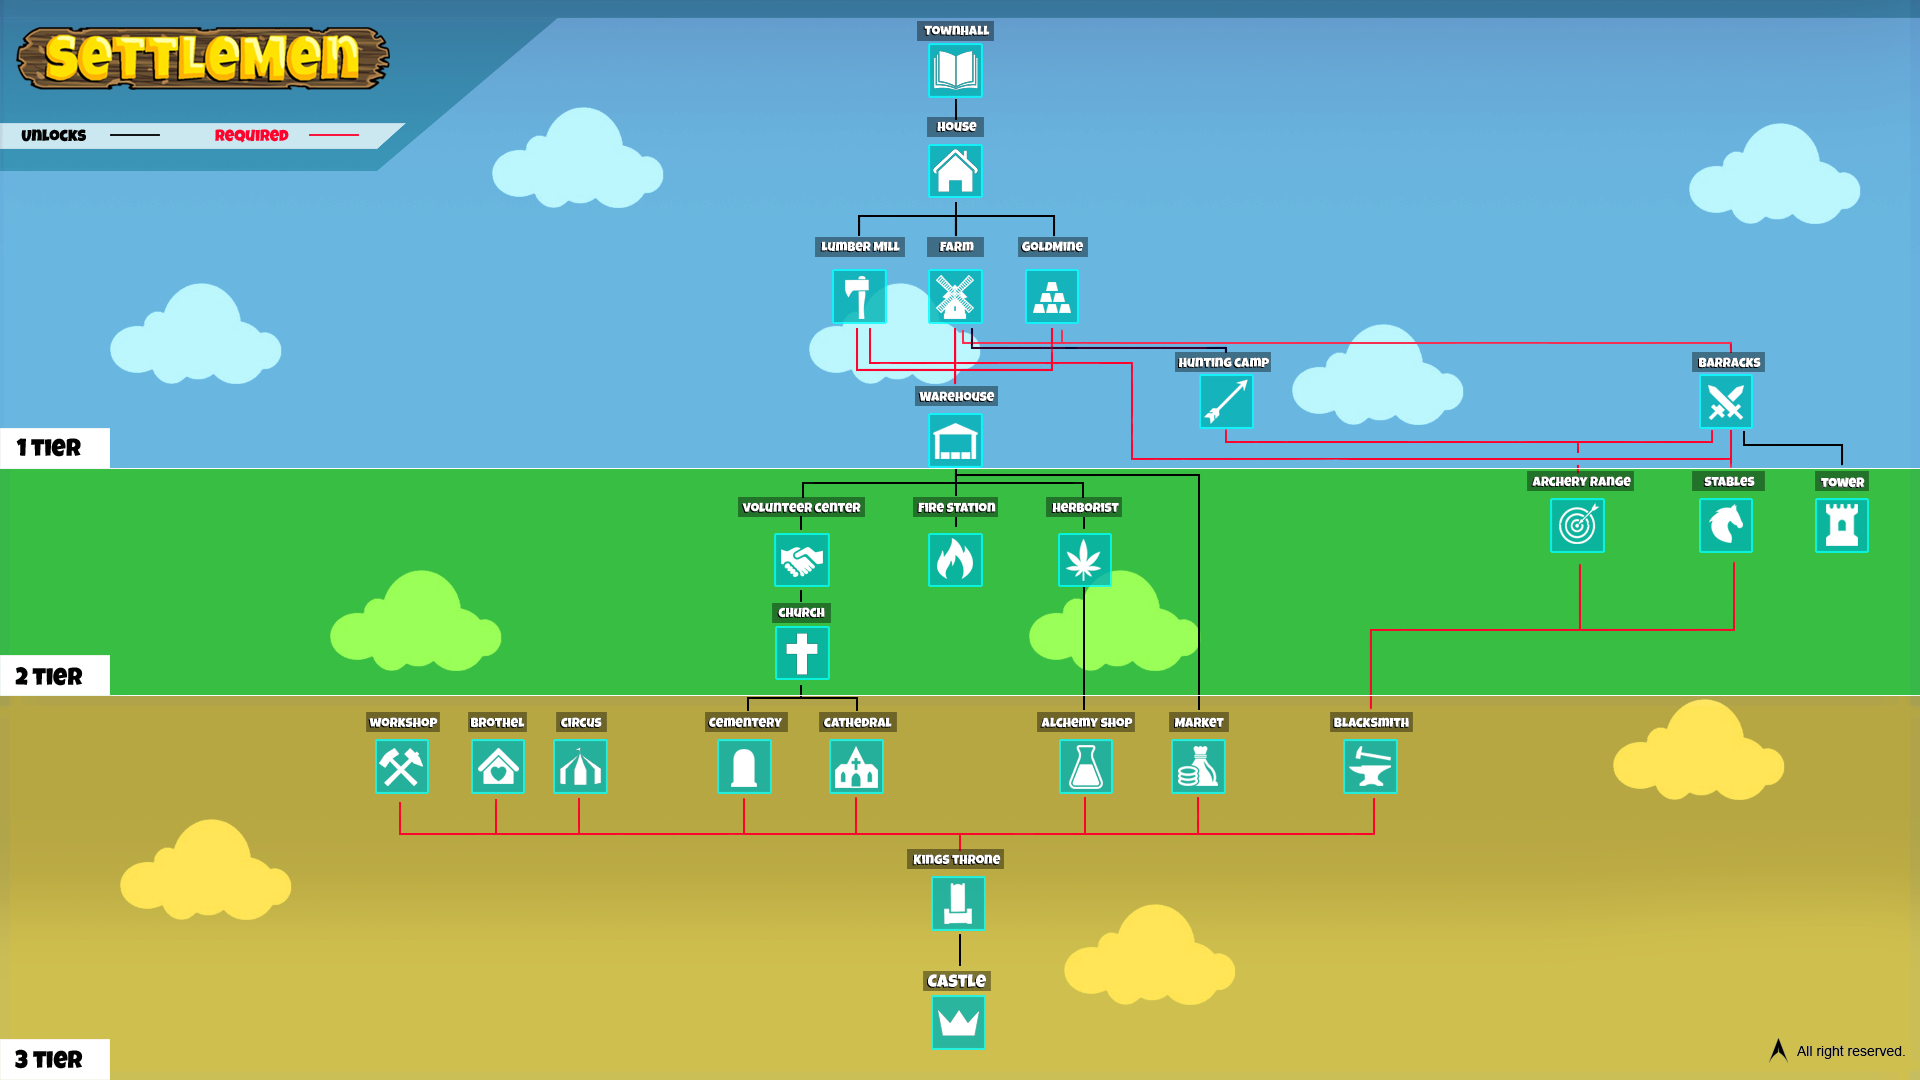 SETTLEMEN
UNLOCKS
REQUIRED
TOWNHALL
HOUSE
LUMBER MILL
FARM
GOLDMINE
HUNTING CAMP
BARRACKS
WAREHOUSE
1 TIER
ARCHERY RANGE
STABLES
TOWER
VOLUNTEER CENTER
FIRE STATION
HERBORIST
CHURCH
2 TIER
WORKSHOP
BROTHEL
CIRCUS
CEMENTERY
CATHEDRAL
ALCHEMY SHOP
MARKET
BLACKSMITH
KINGS THRONE
CASTLE
3 TIER
All right reserved.